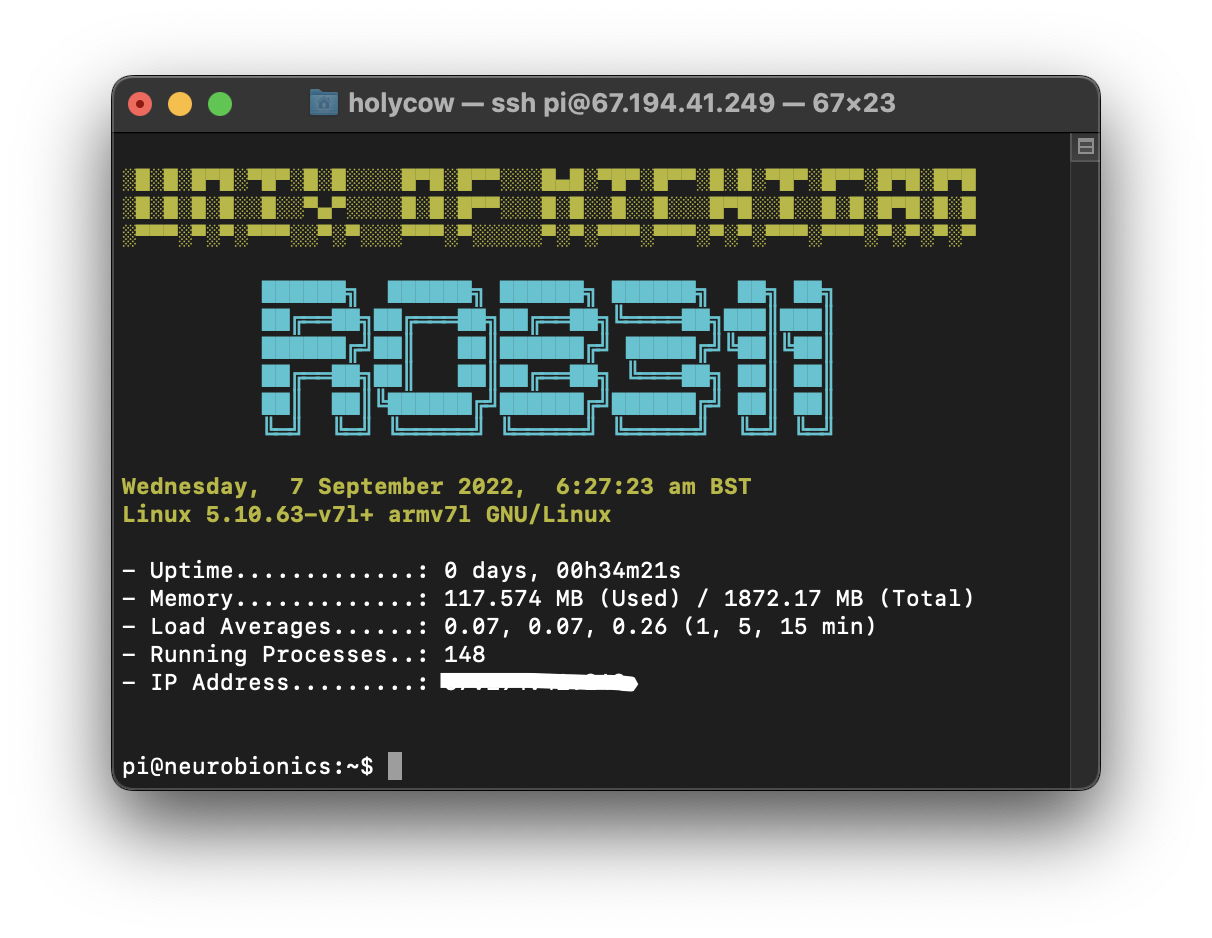 holycow — ssh pi@67.194.41.249 — 67×23
UNIV OF MICHIGAN
ROB311
Wednesday,  7 September 2022,  6:27:23 am BST
Linux 5.10.63-v7l+ armv7l GNU/Linux
- Uptime.............: 0 days, 00h34m21s
- Memory.............: 117.574 MB (Used) / 1872.17 MB (Total)
- Load Averages......: 0.07, 0.07, 0.26 (1, 5, 15 min)
- Running Processes..: 148
- IP Address.........:
pi@neurobionics:~$